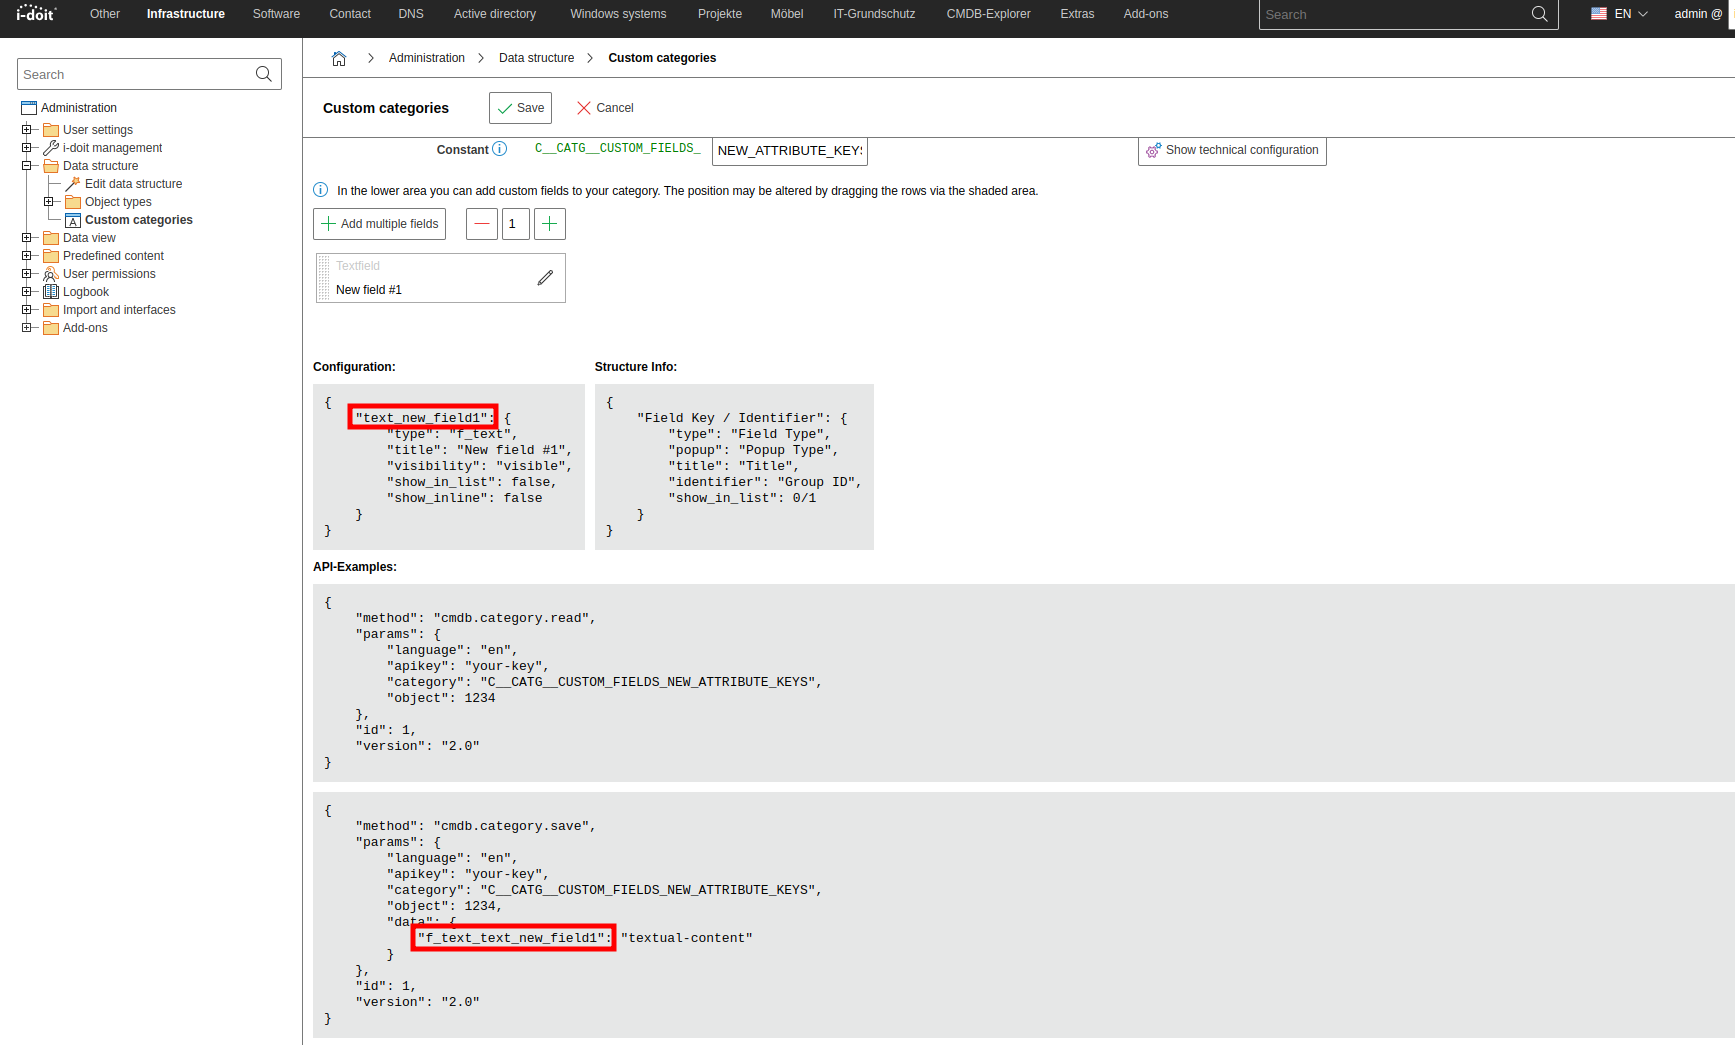 i-doit Other Infrastructure Software Contact DNS Active directory Windows systems Projekte Möbel IT-Grundschutz CMDB-Explorer Extras Add-ons Search EN admin @
Search
Administration
User settings
i-doit management
Data structure
Edit data structure
Object types
Custom categories
Data view
Predefined content
User permissions
Logbook
Import and interfaces
Add-ons
Administration Data structure Custom categories
Custom categories Save Cancel
Constant C__CATG__CUSTOM_FIELDS_ NEW_ATTRIBUTE_KEYS Show technical configuration
In the lower area you can add custom fields to your category. The position may be altered by dragging the rows via the shaded area.
Add multiple fields 1
Textfield
New field #1
Configuration:
{
"text_new_field1": {
"type": "f_text",
"title": "New field #1",
"visibility": "visible",
"show_in_list": false,
"show_inline": false
}
}
Structure Info:
{
"Field Key / Identifier": {
"type": "Field Type",
"popup": "Popup Type",
"title": "Title",
"identifier": "Group ID",
"show_in_list": 0/1
}
}
API-Examples:
{
"method": "cmdb.category.read",
"params": {
"language": "en",
"apikey": "your-key",
"category": "C__CATG__CUSTOM_FIELDS_NEW_ATTRIBUTE_KEYS",
"object": 1234
},
"id": 1,
"version": "2.0"
}
{
"method": "cmdb.category.save",
"params": {
"language": "en",
"apikey": "your-key",
"category": "C__CATG__CUSTOM_FIELDS_NEW_ATTRIBUTE_KEYS",
"object": 1234,
"data": {
"f_text_text_new_field1": "textual-content"
}
},
"id": 1,
"version": "2.0"
}